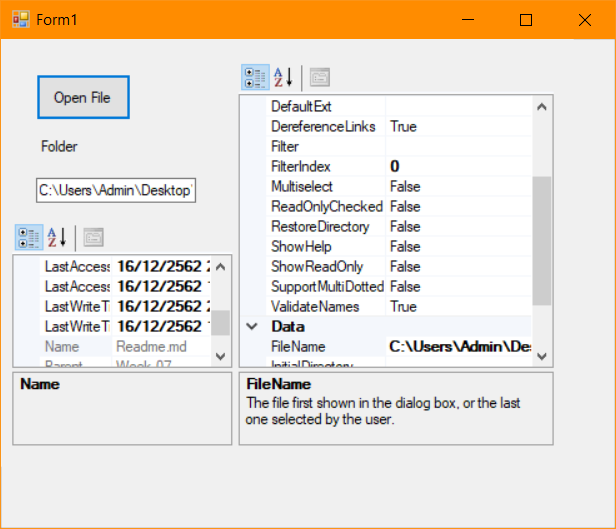 Form1
Open File
Folder
C:\Users\Admin\Desktop
LastAccess 16/12/2562
LastAccess 16/12/2562
LastWriteTi 16/12/2562
LastWriteTi 16/12/2562
Name Readme.md
Parent Week-07
Name
DefaultExt
DereferenceLinks True
Filter
FilterIndex 0
Multiselect False
ReadOnlyChecked False
RestoreDirectory False
ShowHelp False
ShowReadOnly False
SupportMultiDotted False
ValidateNames True
Data
FileName C:\Users\Admin\De
InitialDirectory
FileName
The file first shown in the dialog box, or the last
one selected by the user.